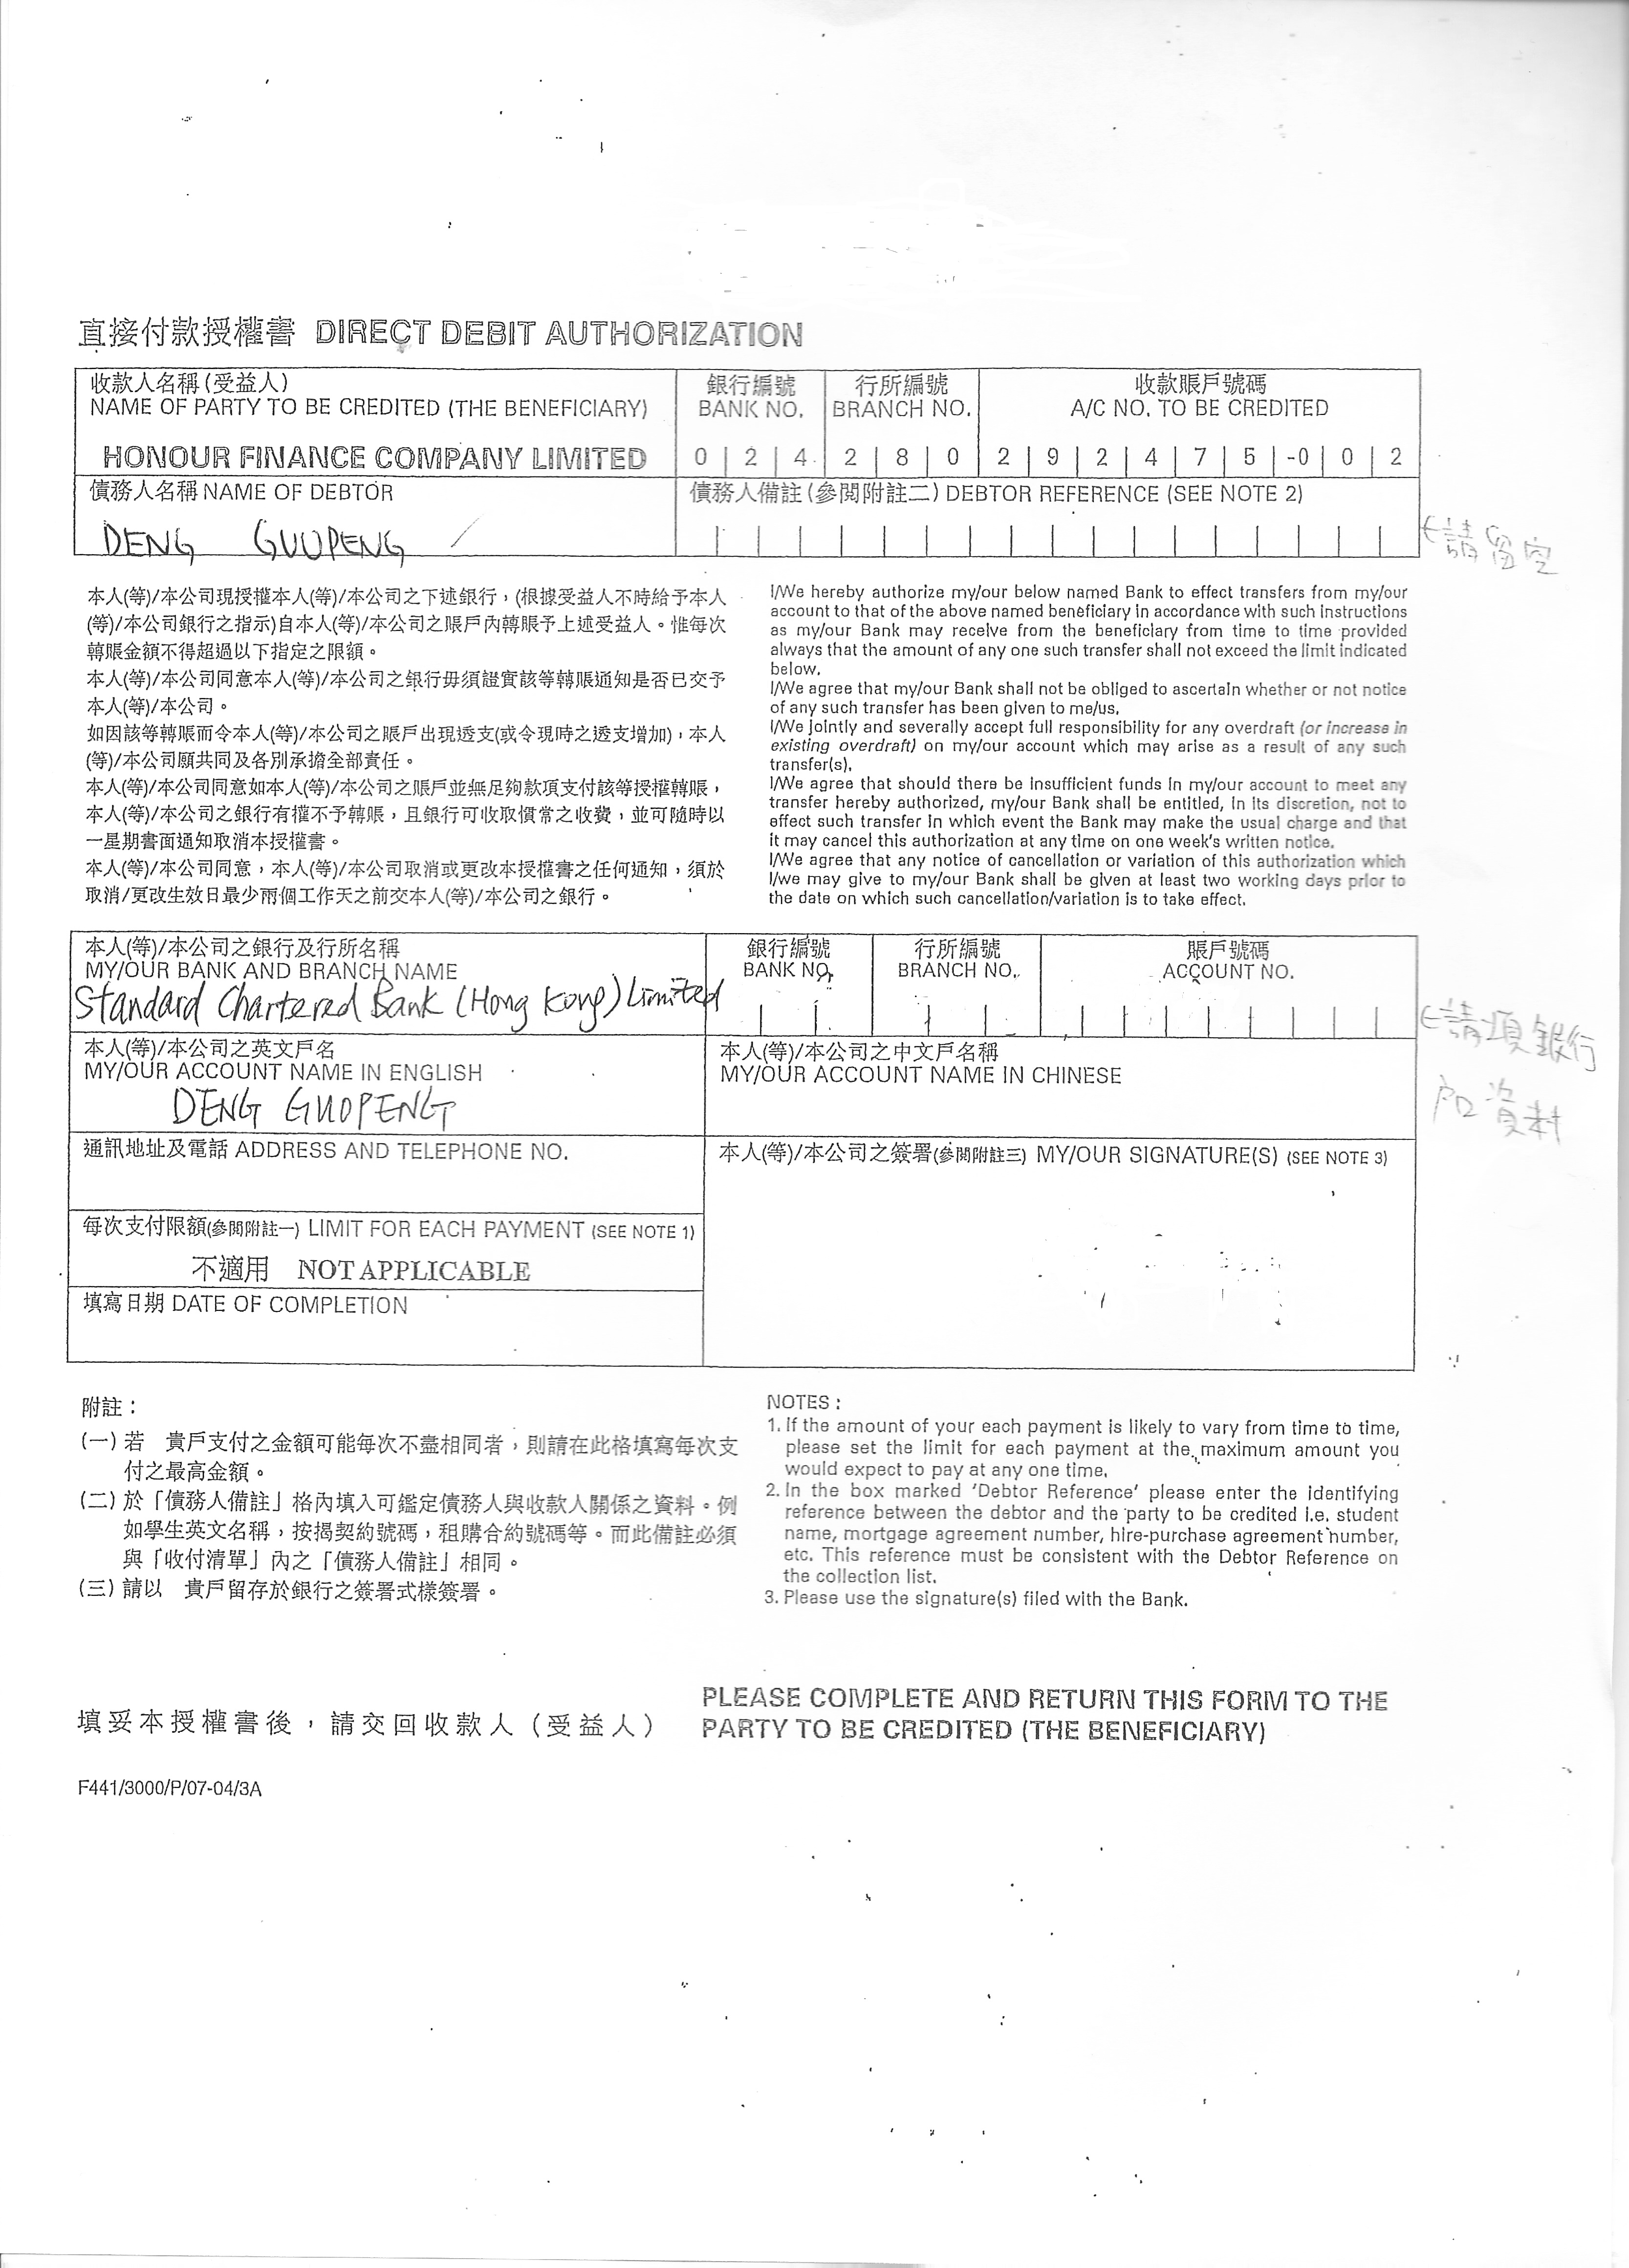 直接付款授權書 DIRECT DEBIT AUTHORIZATION
收款人名稱(受益人)
NAME OF PARTY TO BE CREDITED (THE BENEFICIARY)
HONOUR FINANCE COMPANY LIMITED
銀行編號
BANK NO.
0 2 4
行所編號
BRANCH NO.
2 8 0
收款賬戶號碼
A/C NO. TO BE CREDITED
2 9 2 4 7 5 -0 0 2
債務人名稱 NAME OF DEBTOR
DENG GUOPENG
債務人備註(參閱附註二) DEBTOR REFERENCE (SEE NOTE 2)
請留空
本人(等)/本公司現授權本人(等)/本公司之下述銀行,(根據受益人不時給予本人
(等)/本公司銀行之指示)自本人(等)/本公司之賬戶內轉賬予上述受益人。惟每次
轉賬金額不得超過以下指定之限額。
本人(等)/本公司同意本人(等)/本公司之銀行毋須證實該等轉賬通知是否已交予
本人(等)/本公司。
如因該等轉賬而令本人(等)/本公司之賬戶出現透支(或令現時之透支增加),本人
(等)/本公司願共同及各別承擔全部責任。
本人(等)/本公司同意如本人(等)/本公司之賬戶並無足夠款項支付該等授權轉賬,
本人(等)/本公司之銀行有權不予轉賬,且銀行可收取慣常之收費,並可隨時以
一星期書面通知取消本授權書。
本人(等)/本公司同意,本人(等)/本公司取消或更改本授權書之任何通知,須於
取消/更改生效日最少兩個工作天之前交本人(等)/本公司之銀行。
I/We hereby authorize my/our below named Bank to effect transfers from my/our
account to that of the above named beneficiary in accordance with such instructions
as my/our Bank may receive from the beneficiary from time to time provided
always that the amount of any one such transfer shall not exceed the limit indicated
below.
I/We agree that my/our Bank shall not be obliged to ascertain whether or not notice
of any such transfer has been given to me/us.
I/We jointly and severally accept full responsibility for any overdraft (or increase in
existing overdraft) on my/our account which may arise as a result of any such
transfer(s).
I/We agree that should there be insufficient funds in my/our account to meet any
transfer hereby authorized, my/our Bank shall be entitled, in its discretion, not to
effect such transfer in which event the Bank may make the usual charge and that
it may cancel this authorization at any time on one week's written notice.
I/We agree that any notice of cancellation or variation of this authorization which
I/we may give to my/our Bank shall be given at least two working days prior to
the date on which such cancellation/variation is to take effect.
本人(等)/本公司之銀行及行所名稱
MY/OUR BANK AND BRANCH NAME
Standard Chartered Bank (Hong Kong) Limited
銀行編號
BANK NO.
行所編號
BRANCH NO.
賬戶號碼
ACCOUNT NO.
請填銀行
戶口資料
本人(等)/本公司之英文戶名
MY/OUR ACCOUNT NAME IN ENGLISH
DENG GUOPENG
本人(等)/本公司之中文戶名稱
MY/OUR ACCOUNT NAME IN CHINESE
通訊地址及電話 ADDRESS AND TELEPHONE NO.
本人(等)/本公司之簽署(參閱附註三) MY/OUR SIGNATURE(S) (SEE NOTE 3)
每次支付限額(參閱附註一) LIMIT FOR EACH PAYMENT (SEE NOTE 1)
不適用 NOT APPLICABLE
填寫日期 DATE OF COMPLETION
附註:
(一)若 貴戶支付之金額可能每次不盡相同者,則請在此格填寫每次支
付之最高金額。
(二)於「債務人備註」格內填入可鑑定債務人與收款人關係之資料。例
如學生英文名稱,按揭契約號碼,租購合約號碼等。而此備註必須
與「收付清單」內之「債務人備註」相同。
(三)請以 貴戶留存於銀行之簽署式樣簽署。
NOTES :
1. If the amount of your each payment is likely to vary from time to time,
please set the limit for each payment at the maximum amount you
would expect to pay at any one time.
2. In the box marked 'Debtor Reference' please enter the identifying
reference between the debtor and the party to be credited i.e. student
name, mortgage agreement number, hire-purchase agreement number,
etc. This reference must be consistent with the Debtor Reference on
the collection list.
3. Please use the signature(s) filed with the Bank.
填妥本授權書後,請交回收款人(受益人)
PLEASE COMPLETE AND RETURN THIS FORM TO THE
PARTY TO BE CREDITED (THE BENEFICIARY)
F441/3000/P/07-04/3A